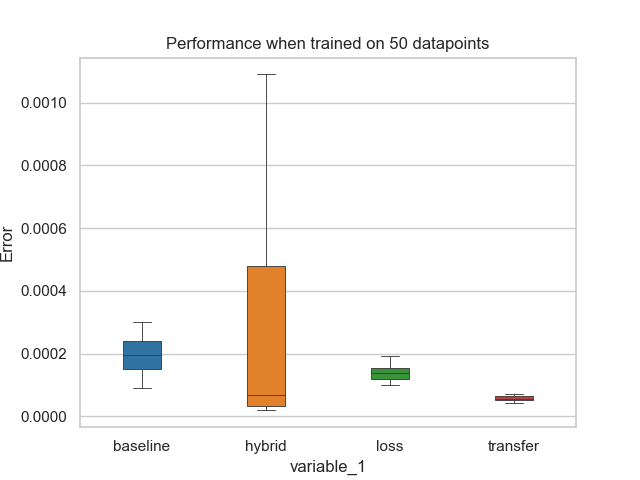 Performance when trained on 50 datapoints
Error
0.0010
0.0008
0.0006
0.0004
0.0002
0.0000
baseline
hybrid
loss
transfer
variable_1